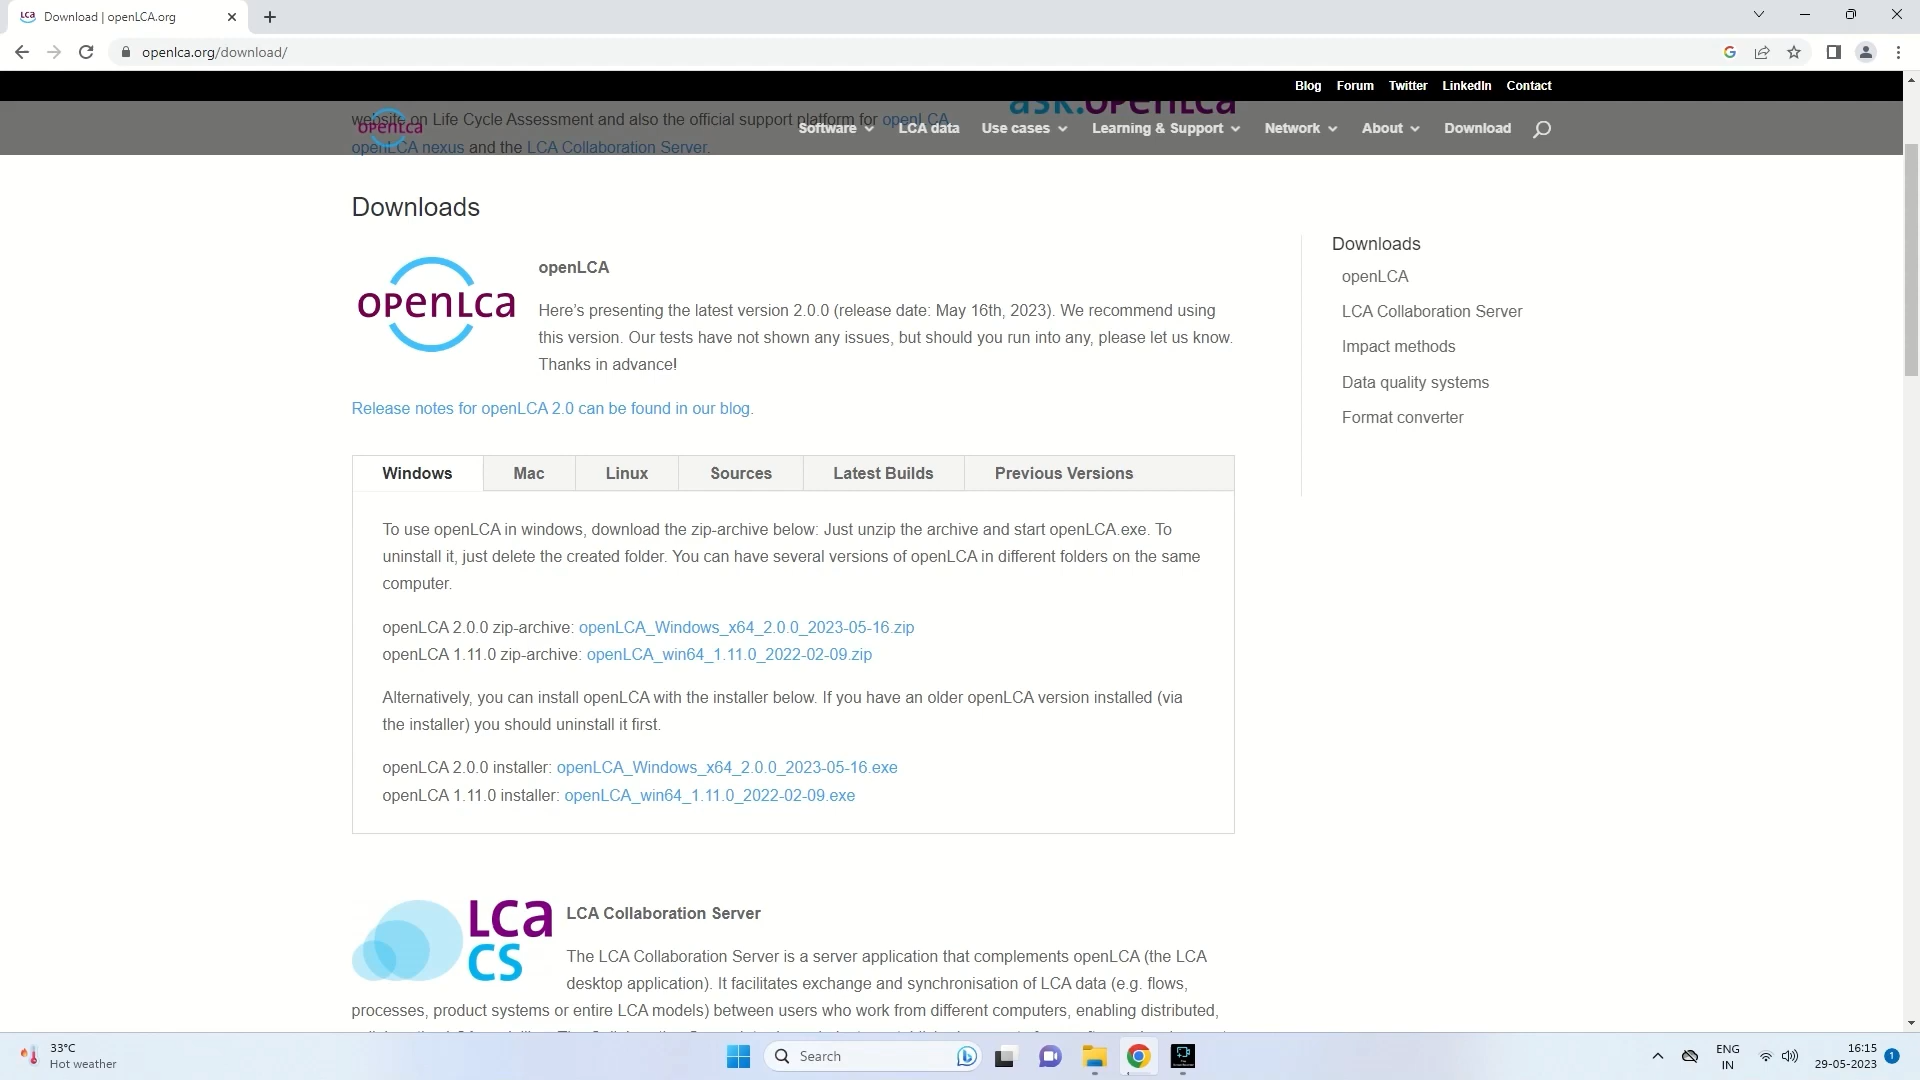 Download | openLCA.org
openlca.org/download/
Blog Forum Twitter LinkedIn Contact
ask.openLca
website on Life Cycle Assessment and also the official support platform for openLCA,
openLCA nexus and the LCA Collaboration Server.
openLca
Software LCA data Use cases Learning & Support Network About Download
Downloads
openLca
openLCA
Here's presenting the latest version 2.0.0 (release date: May 16th, 2023). We recommend using
this version. Our tests have not shown any issues, but should you run into any, please let us know.
Thanks in advance!
Release notes for openLCA 2.0 can be found in our blog.
Windows Mac Linux Sources Latest Builds Previous Versions
To use openLCA in windows, download the zip-archive below: Just unzip the archive and start openLCA.exe. To
uninstall it, just delete the created folder. You can have several versions of openLCA in different folders on the same
computer.
openLCA 2.0.0 zip-archive: openLCA_Windows_x64_2.0.0_2023-05-16.zip
openLCA 1.11.0 zip-archive: openLCA_win64_1.11.0_2022-02-09.zip
Alternatively, you can install openLCA with the installer below. If you have an older openLCA version installed (via
the installer) you should uninstall it first.
openLCA 2.0.0 installer: openLCA_Windows_x64_2.0.0_2023-05-16.exe
openLCA 1.11.0 installer: openLCA_win64_1.11.0_2022-02-09.exe
Downloads
openLCA
LCA Collaboration Server
Impact methods
Data quality systems
Format converter
Lca
CS
LCA Collaboration Server
The LCA Collaboration Server is a server application that complements openLCA (the LCA
desktop application). It facilitates exchange and synchronisation of LCA data (e.g. flows,
processes, product systems or entire LCA models) between users who work from different computers, enabling distributed,
33°C
Hot weather
Search
ENG
IN
16:15
29-05-2023
1